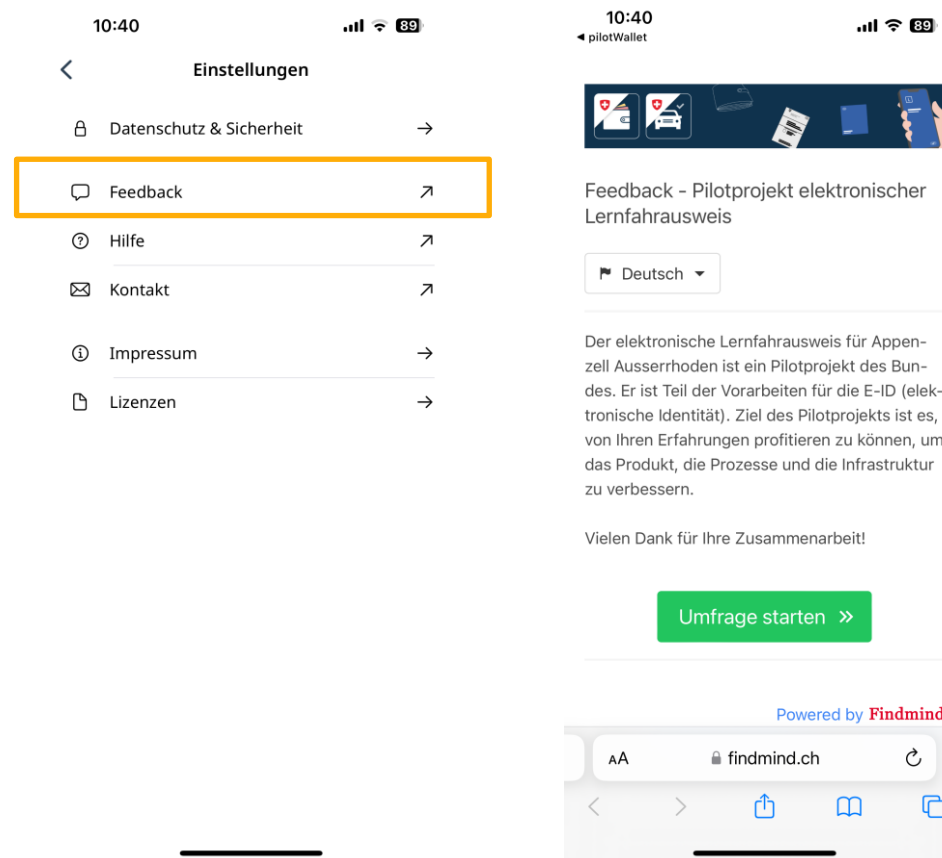 10:40
89
Einstellungen
Datenschutz & Sicherheit
Feedback
Hilfe
Kontakt
Impressum
Lizenzen
10:40
89
pilotWallet
Feedback - Pilotprojekt elektronischer
Lernfahrausweis
Deutsch
Der elektronische Lernfahrausweis für Appen-
zell Ausserrhoden ist ein Pilotprojekt des Bun-
des. Er ist Teil der Vorarbeiten für die E-ID (elek-
tronische Identität). Ziel des Pilotprojekts ist es,
von Ihren Erfahrungen profitieren zu können, um
das Produkt, die Prozesse und die Infrastruktur
zu verbessern.
Vielen Dank für Ihre Zusammenarbeit!
Umfrage starten »
Powered by Findmind
AA
findmind.ch